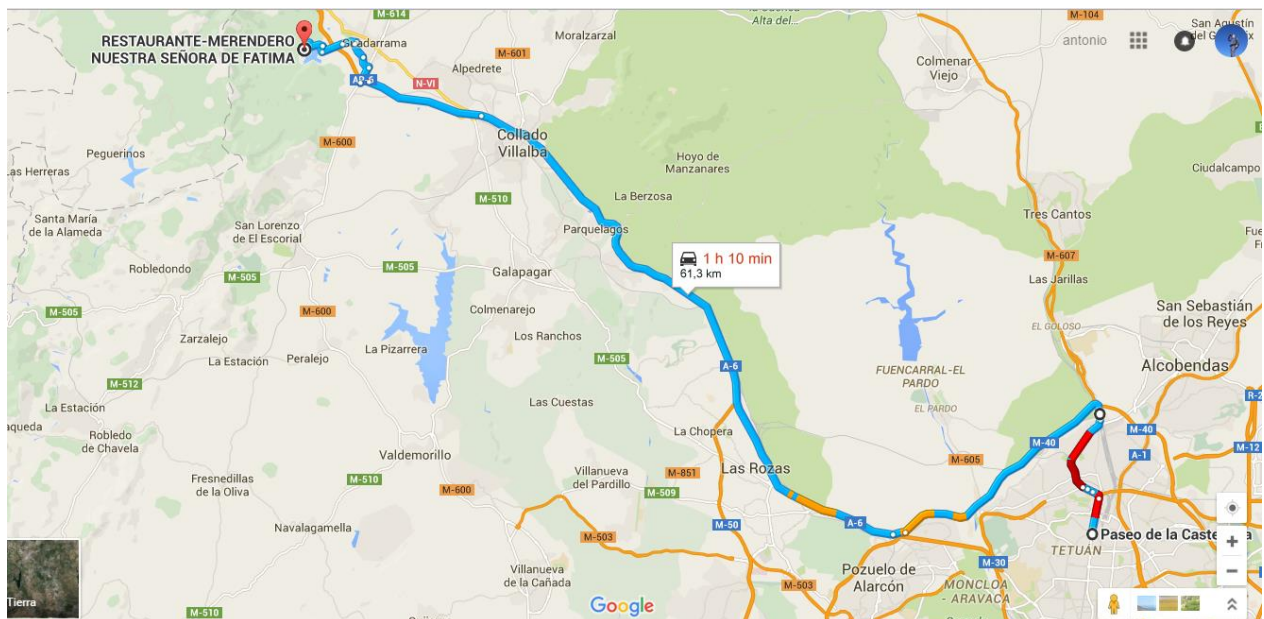 M-614
La Cuenca
Alta del...
M-104
San Agustín
del G
RESTAURANTE-MERENDERO
NUESTRA SEÑORA DE FATIMA
Guadarrama
Moralzarzal
antonio
M-601
Alpedrete
N-VI
AP-6
Colmenar
Viejo
Collado
Villalba
M-600
Peguerinos
as Herreras
Hoyo de
Manzanares
Ciudalcampo
M-510
La Berzosa
Santa María
de la Alameda
San Lorenzo
de El Escorial
Parquelagos
Tres Cantos
Robledondo
M-505
M-505
Galapagar
1 h 10 min
61,3 km
M-607
Las Jarillas
M-505
M-600
Colmenarejo
San Sebastián
de los Reyes
Zarzalejo
La Estación
Peralejo
La Pizarrera
Los Ranchos
M-505
EL GOLOSO
A-6
FUENCARRAL-EL
PARDO
Alcobendas
M-512
La Estación
Las Cuestas
EL PARDO
R-2
aqueda
Robledo
de Chavela
La Chopera
M-40
M-40
A-1
M-12
Valdemorillo
Las Rozas
M-605
Fresnedillas
de la Oliva
M-510
M-600
Villanueva
del Pardillo
M-851
M-509
Navalagamella
M-50
A-6
Paseo de la Caste
TETUÁN
M-503
Pozuelo de
Alarcón
M-30
Villanueva
de la Cañada
M-503
MONCLOA
- ARAVACA
Tierra
M-510
Google